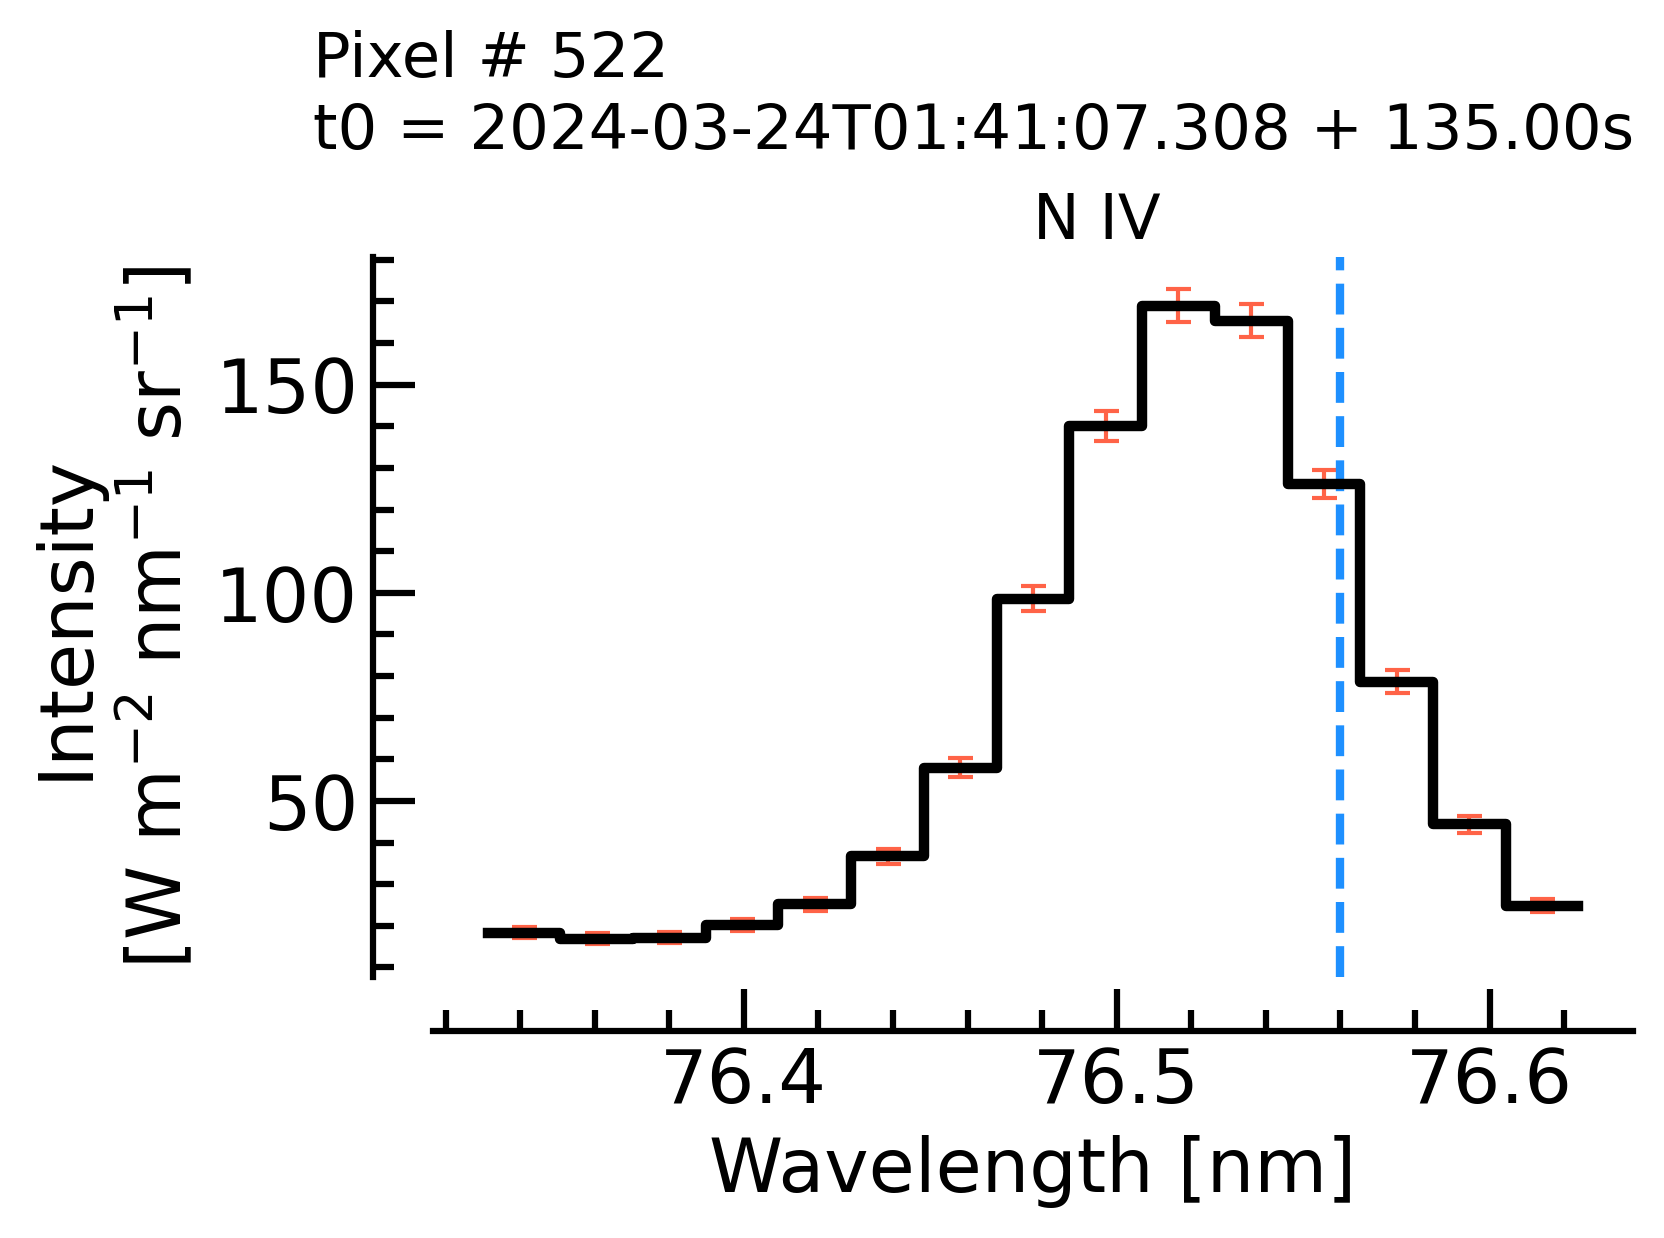 Pixel # 522
t0 = 2024-03-24T01:41:07.308 + 135.00s
N IV
Intensity
[W m⁻² nm⁻¹ sr⁻¹]
150
100
50
76.4 76.5 76.6
Wavelength [nm]